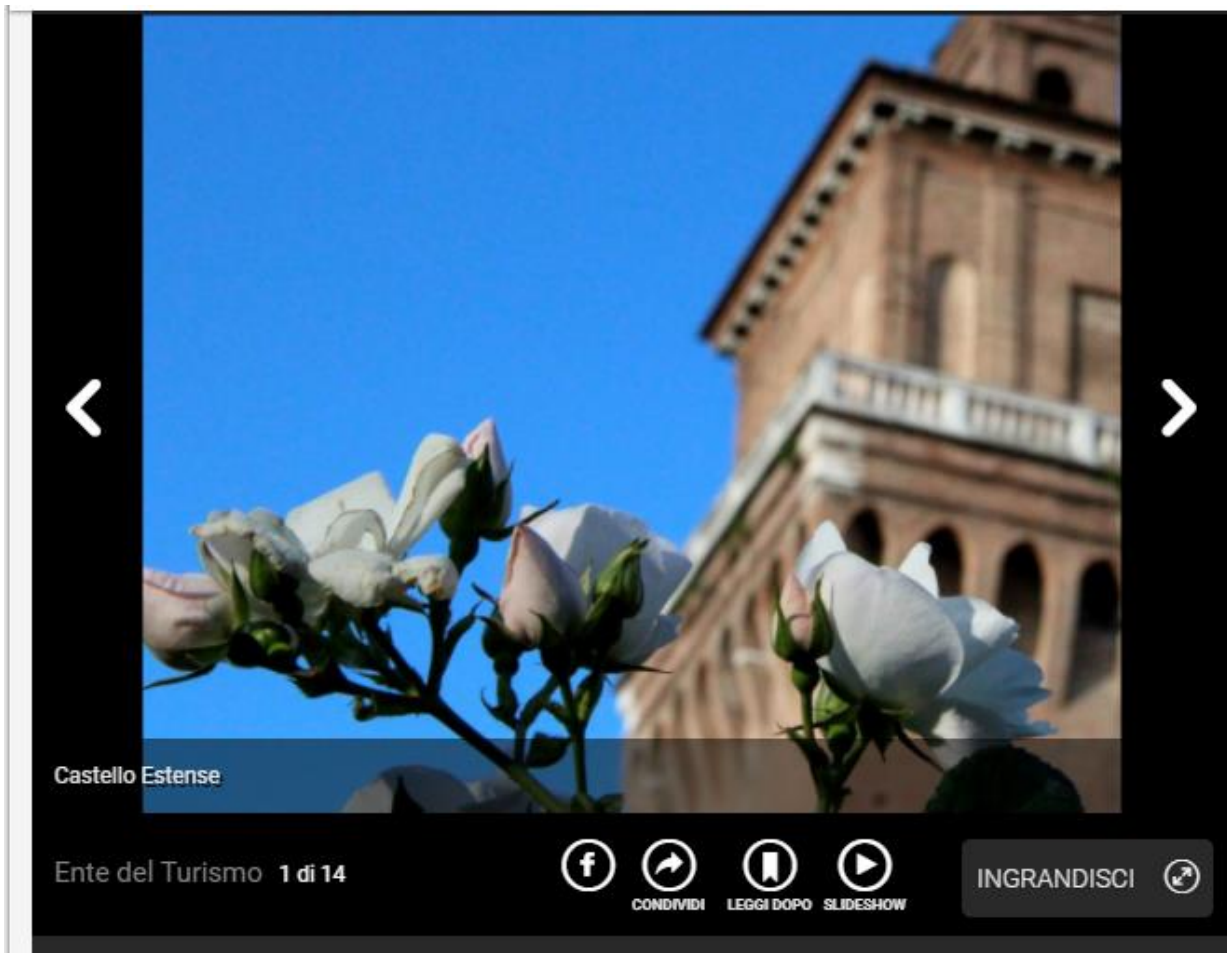 Castello Estense
Ente del Turismo 1 di 14
f
CONDIVIDI LEGGI DOPO SLIDESHOW
INGRANDISCI